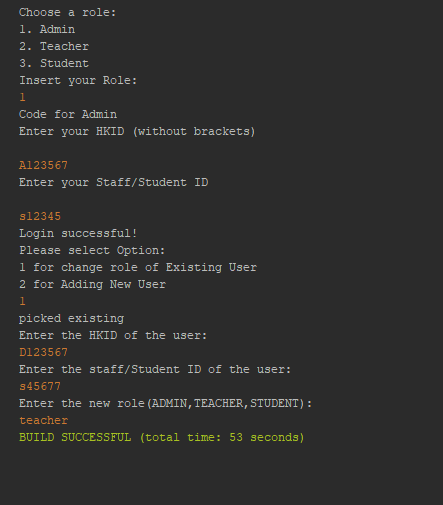 Choose a role:
1. Admin
2. Teacher
3. Student
Insert your Role:
1
Code for Admin
Enter your HKID (without brackets)
A123567
Enter your Staff/Student ID
s12345
Login successful!
Please select Option:
1 for change role of Existing User
2 for Adding New User
1
picked existing
Enter the HKID of the user:
D123567
Enter the staff/Student ID of the user:
s45677
Enter the new role(ADMIN,TEACHER,STUDENT):
teacher
BUILD SUCCESSFUL (total time: 53 seconds)